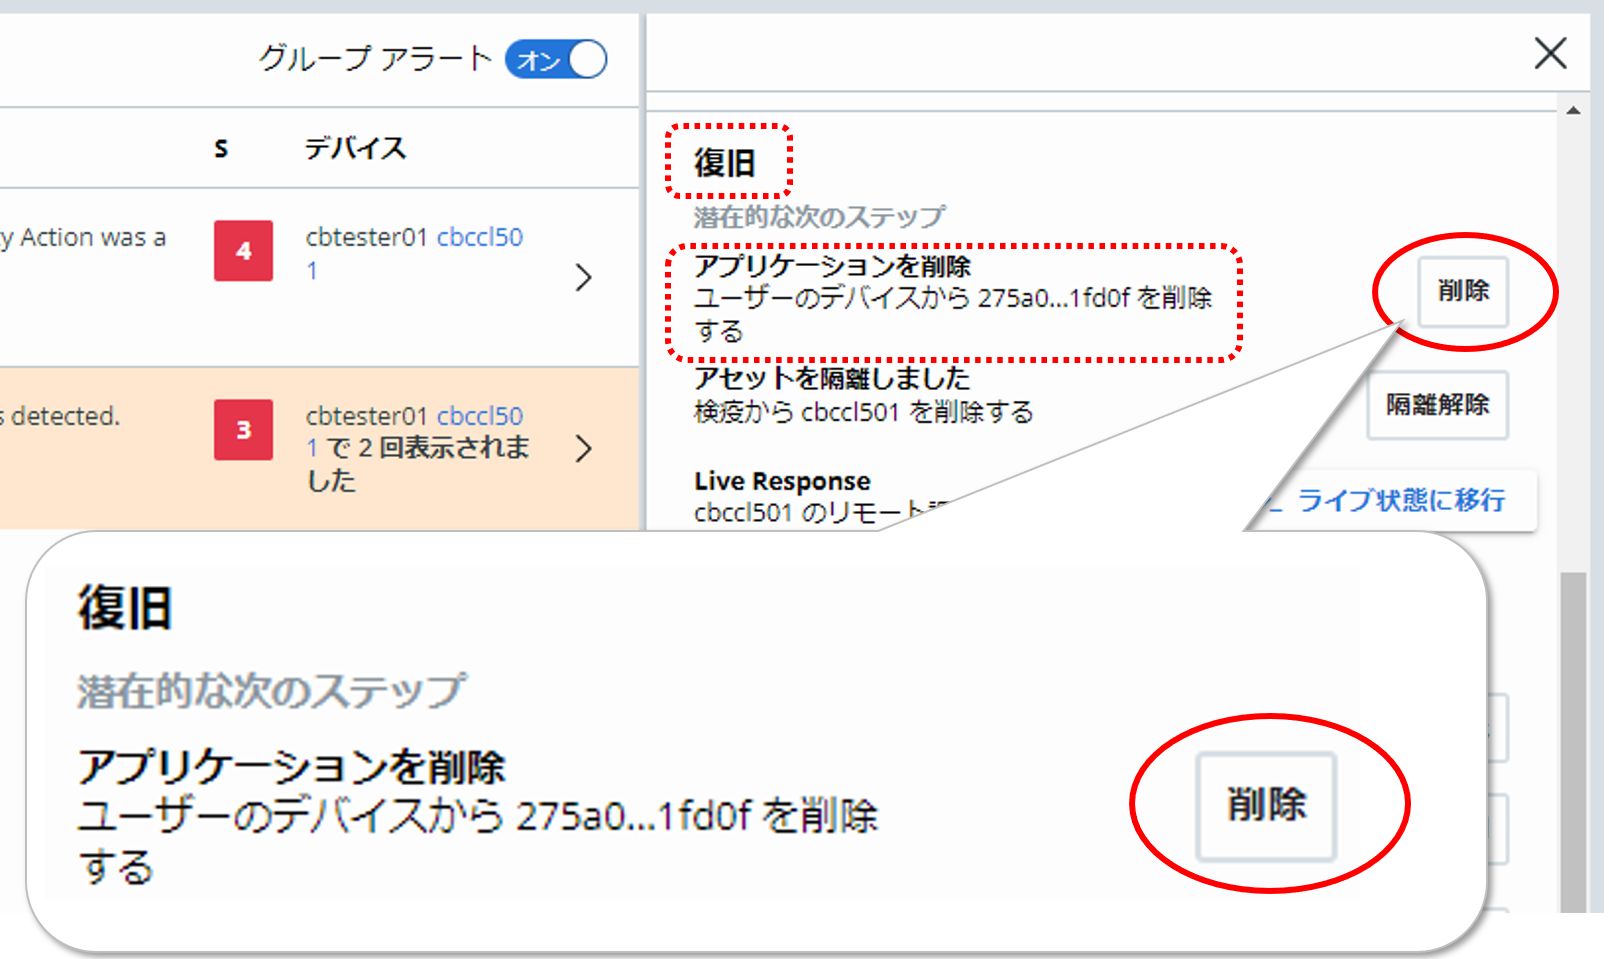 グループ アラート オン
S デバイス
y Action was a
4
cbtester01 cbccl50
1
s detected.
3
cbtester01 cbccl50
1 で 2 回表示されま
した
復旧
潜在的な次のステップ
アプリケーションを削除
ユーザーのデバイスから 275a0...1fd0f を削除
する
削除
アセットを隔離しました
検疫から cbccl501 を削除する
隔離解除
Live Response
cbccl501 のリモート
ライブ状態に移行
復旧
潜在的な次のステップ
アプリケーションを削除
ユーザーのデバイスから 275a0...1fd0f を削除
する
削除